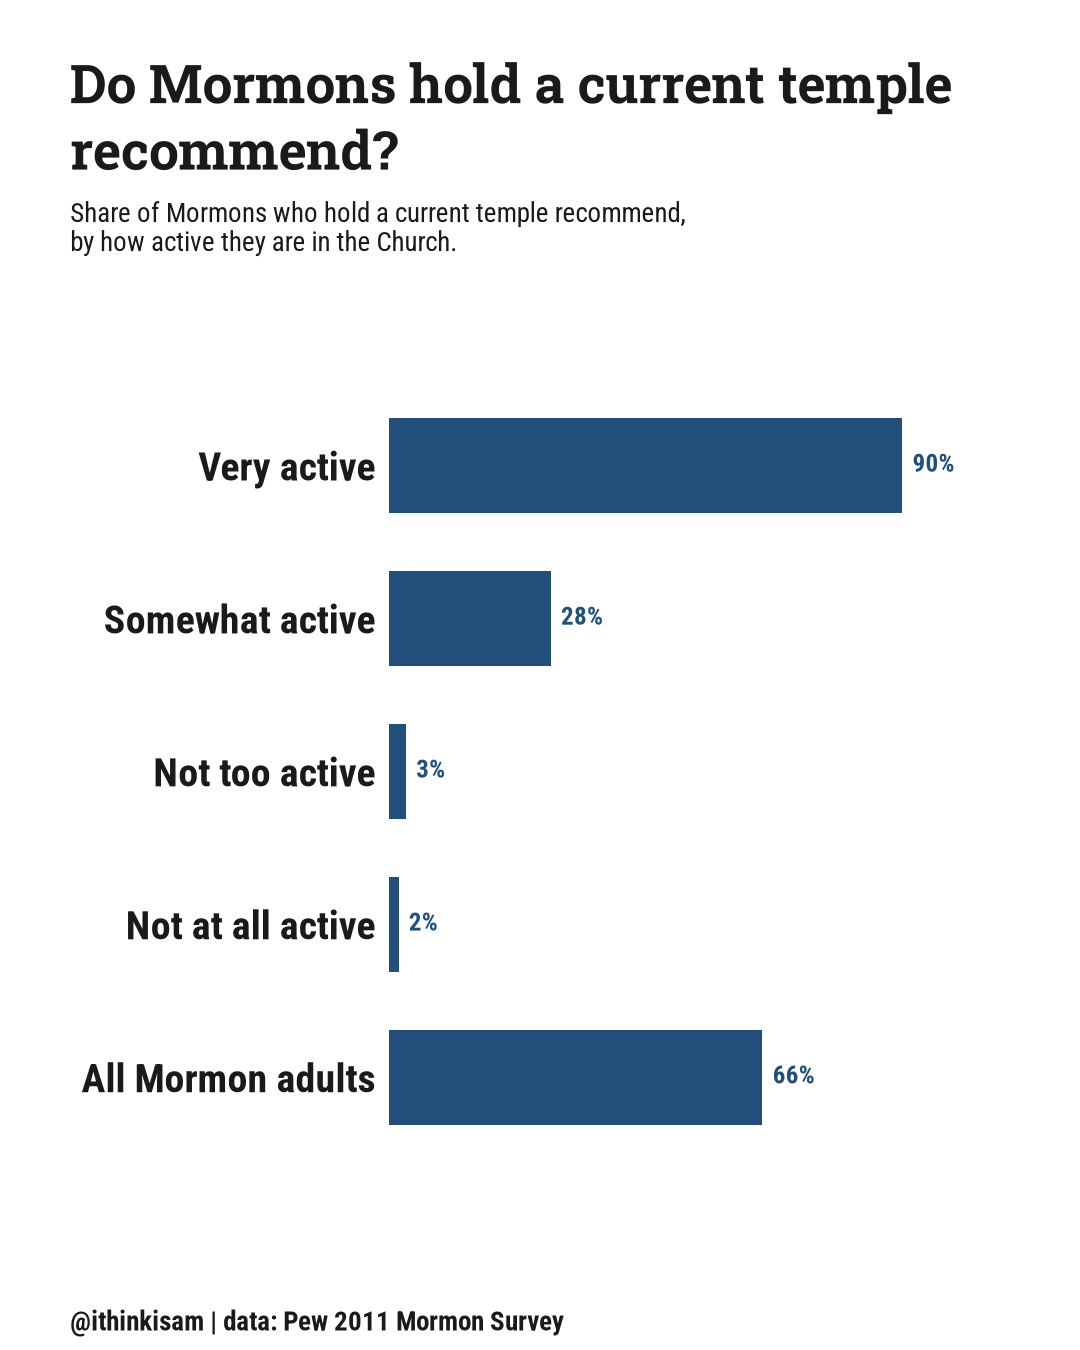 Do Mormons hold a current temple
recommend?
Share of Mormons who hold a current temple recommend,
by how active they are in the Church.
Very active 90%
Somewhat active 28%
Not too active 3%
Not at all active 2%
All Mormon adults 66%
@ithinkisam | data: Pew 2011 Mormon Survey